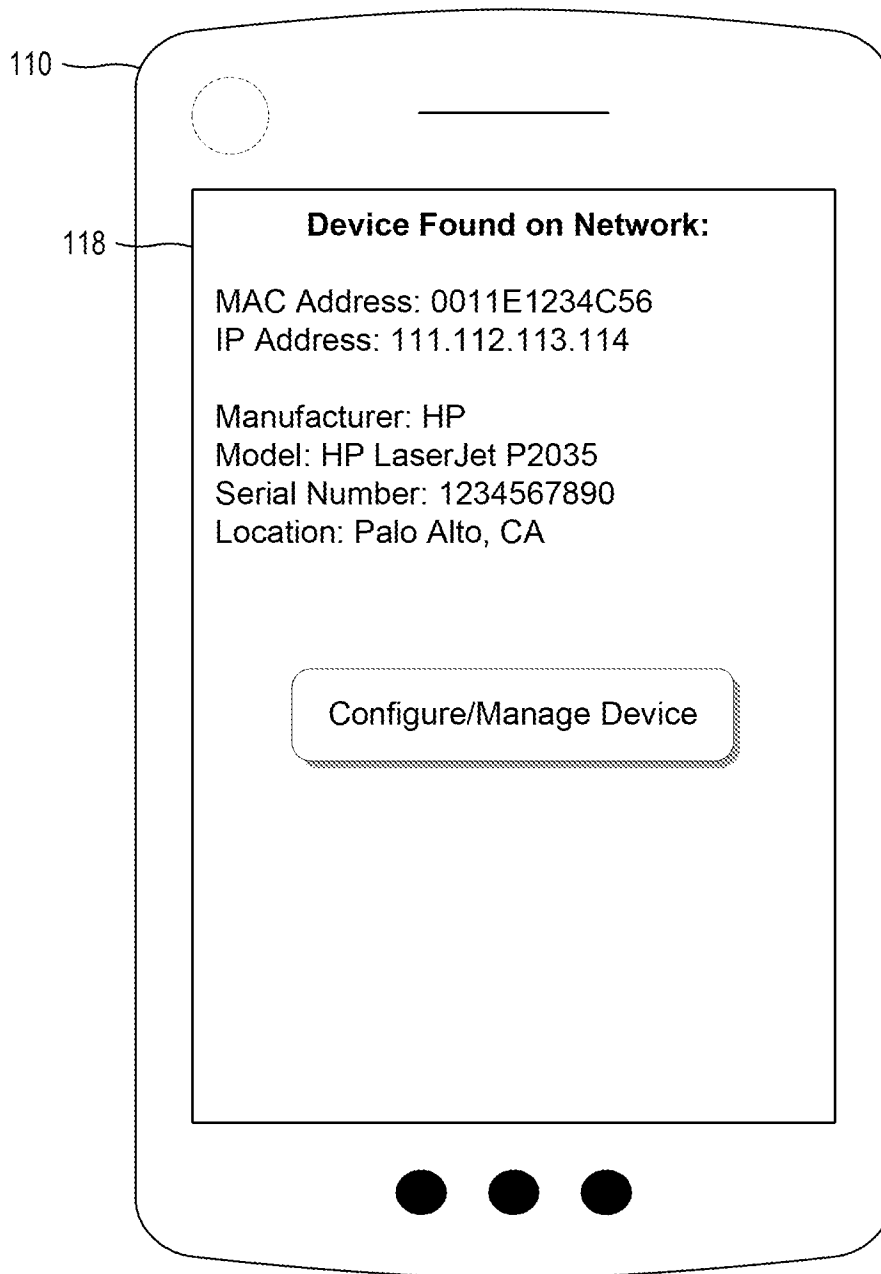 110
Device Found on Network:
118
MAC Address: 0011E1234C56
IP Address: 111.112.113.114
Manufacturer: HP
Model: HP LaserJet P2035
Serial Number: 1234567890
Location: Palo Alto, CA
Configure/Manage Device